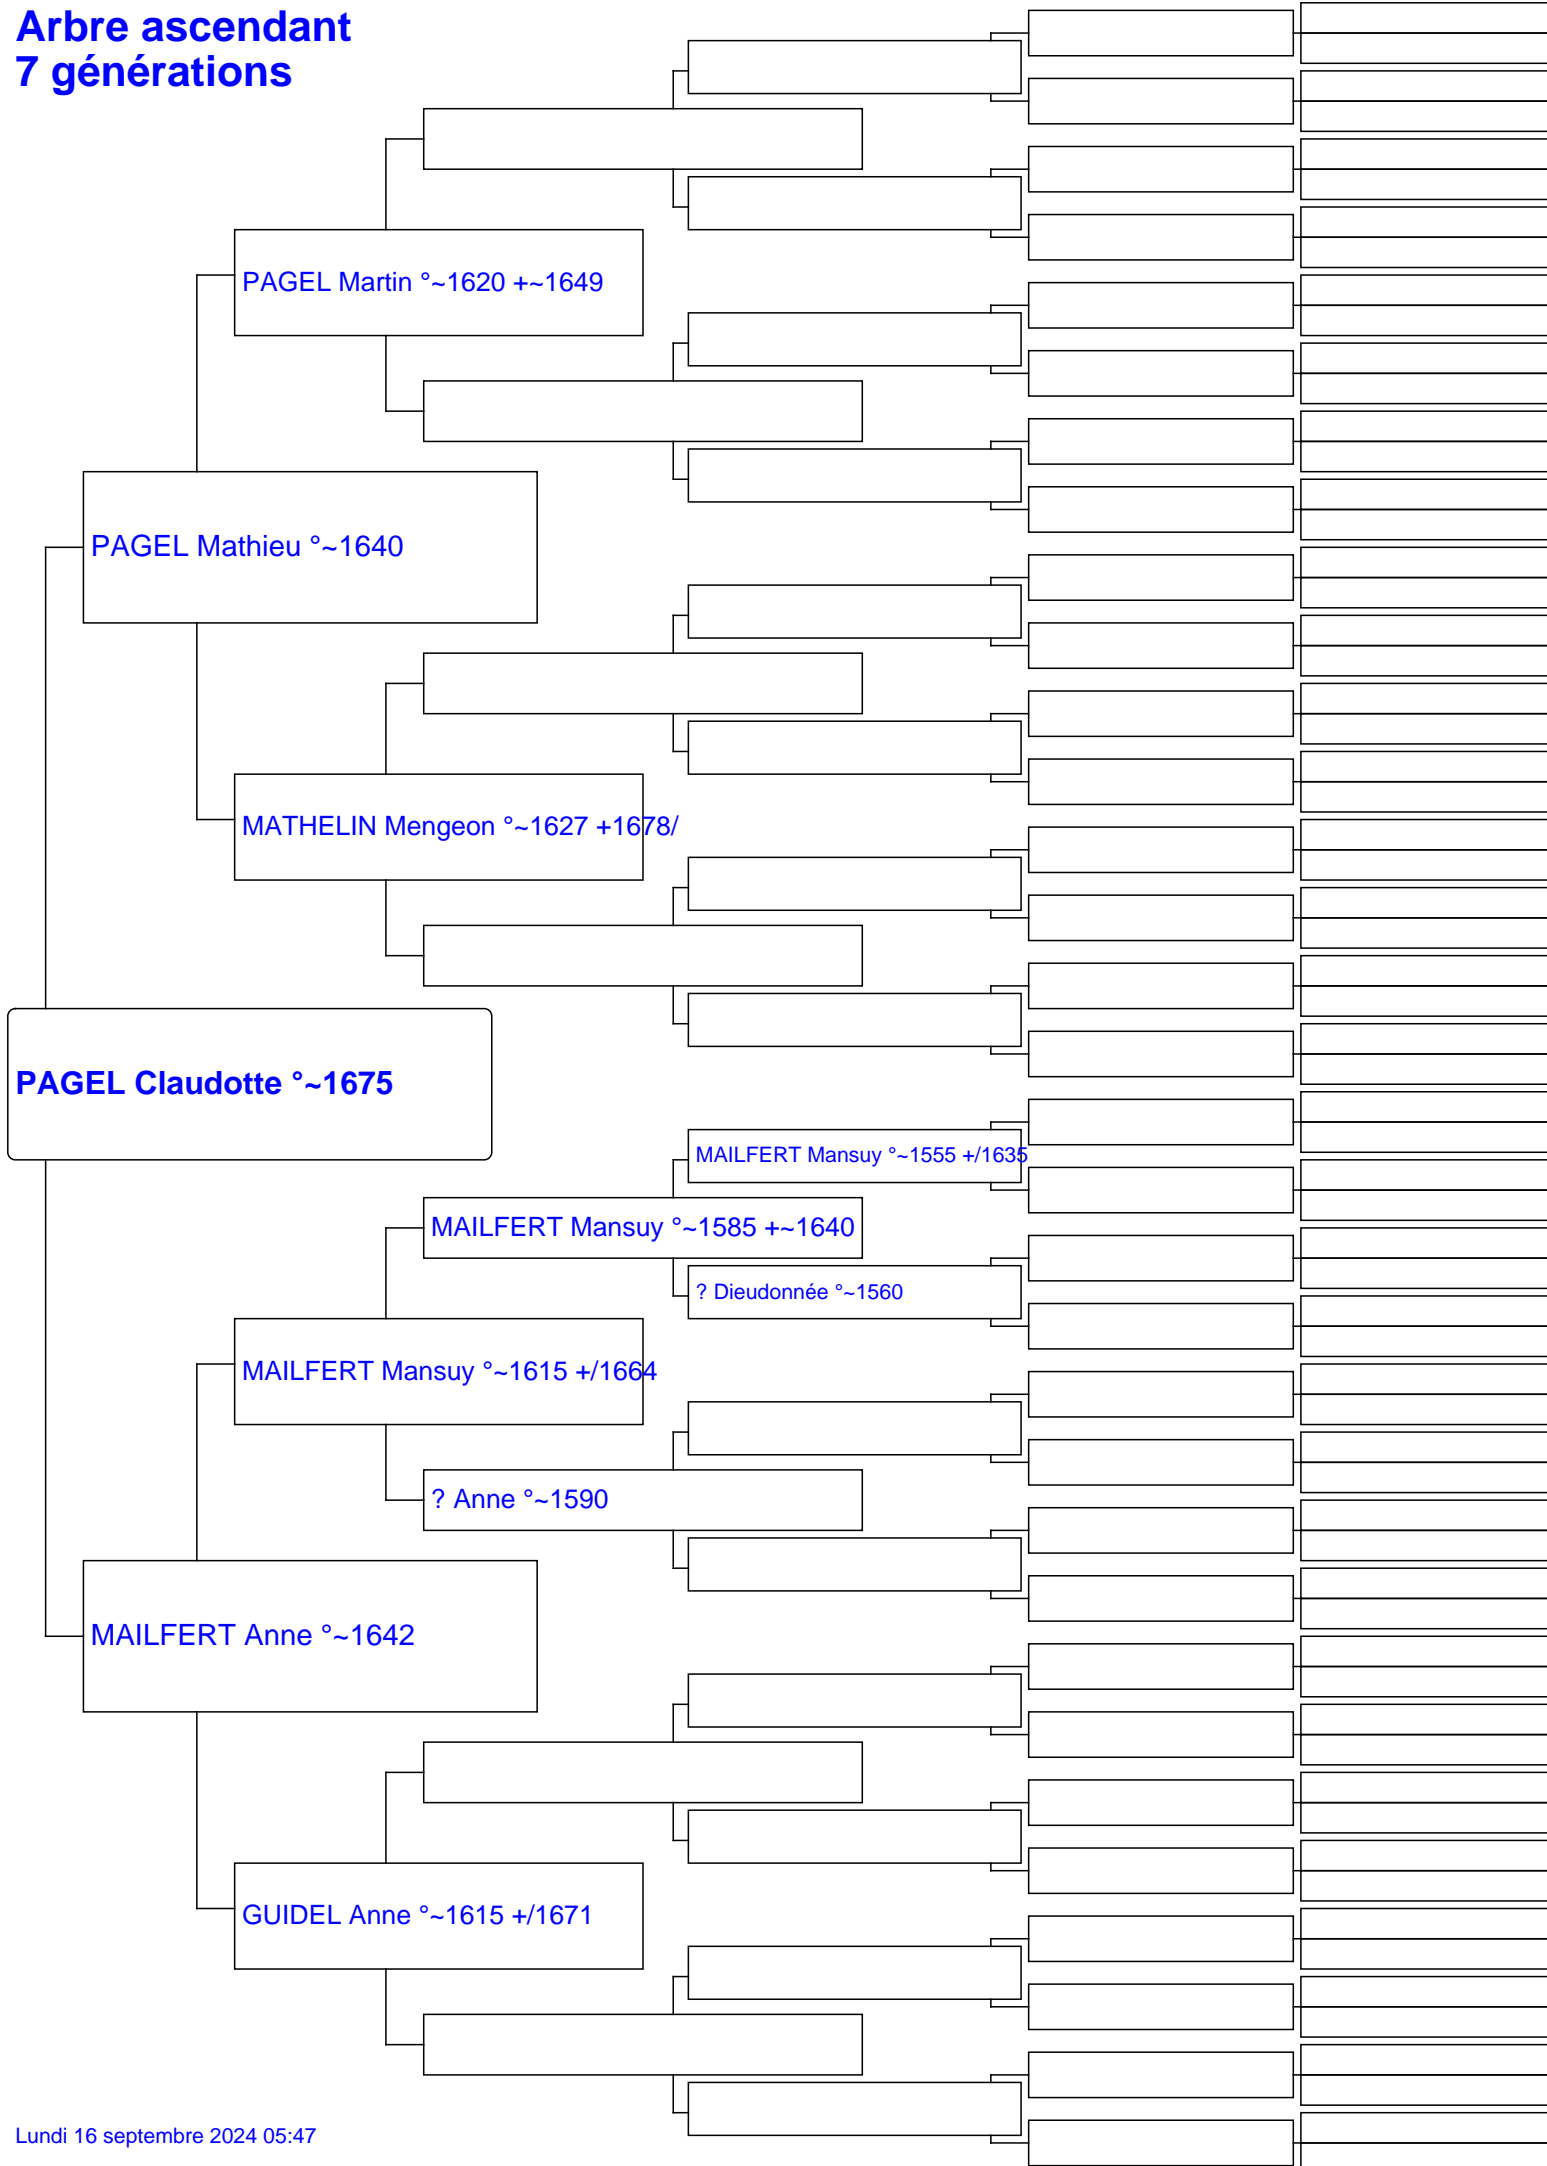 Arbre ascendant
7 générations
PAGEL Martin °~1620 +~1649
PAGEL Mathieu °~1640
MATHELIN Mengeon °~1627 +1678/
PAGEL Claudotte °~1675
MAILFERT Mansuy °~1555 +/1635
MAILFERT Mansuy °~1585 +~1640
? Dieudonnée °~1560
MAILFERT Mansuy °~1615 +/1664
? Anne °~1590
MAILFERT Anne °~1642
GUIDEL Anne °~1615 +/1671
Lundi 16 septembre 2024 05:47